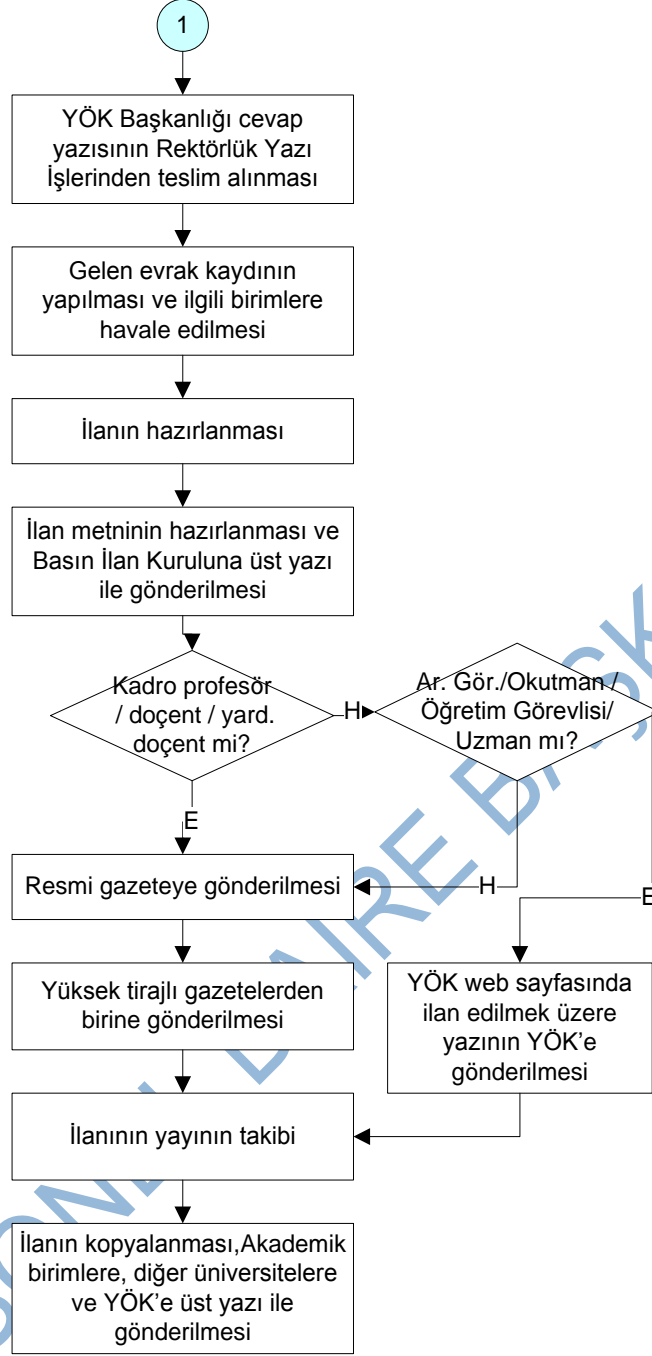 1
YÖK Başkanlığı cevap
yazısının Rektörlük Yazı
İşlerinden teslim alınması
Gelen evrak kaydının
yapılması ve ilgili birimlere
havale edilmesi
İlanın hazırlanması
İlan metninin hazırlanması ve
Basın İlan Kuruluna üst yazı
ile gönderilmesi
Kadro profesör
/ doçent / yard.
doçent mi?
H
Ar. Gör./Okutman /
Öğretim Görevlisi/
Uzman mı?
E
Resmi gazeteye gönderilmesi
H
E
Yüksek tirajlı gazetelerden
birine gönderilmesi
YÖK web sayfasında
ilan edilmek üzere
yazının YÖK’e
gönderilmesi
İlanının yayının takibi
İlanın kopyalanması,Akademik
birimlere, diğer üniversitelere
ve YÖK’e üst yazı ile
gönderilmesi